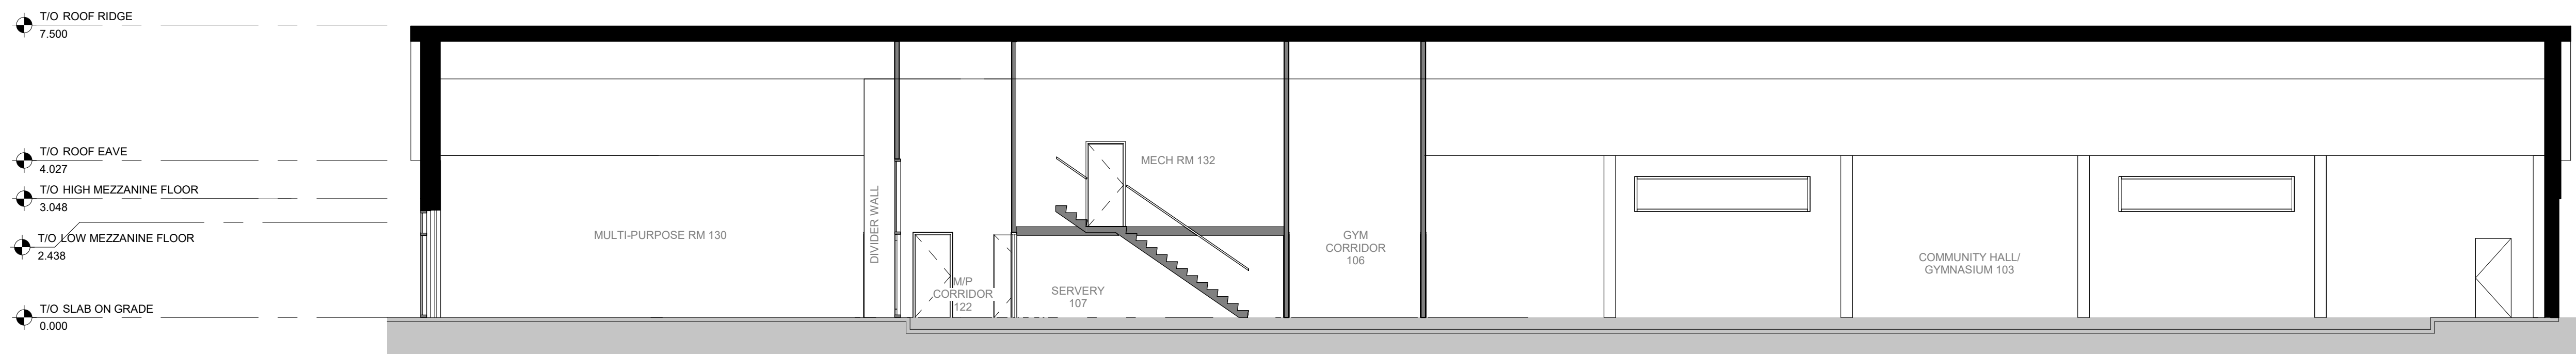 T/O ROOF RIDGE
7.500
T/O ROOF EAVE
4.027
T/O HIGH MEZZANINE FLOOR
3.048
T/O LOW MEZZANINE FLOOR
2.438
T/O SLAB ON GRADE
0.000
MULTI-PURPOSE RM 130
DIVIDER WALL
M/P
CORRIDOR
122
SERVERY
107
MECH RM 132
GYM
CORRIDOR
106
COMMUNITY HALL/
GYMNASIUM 103